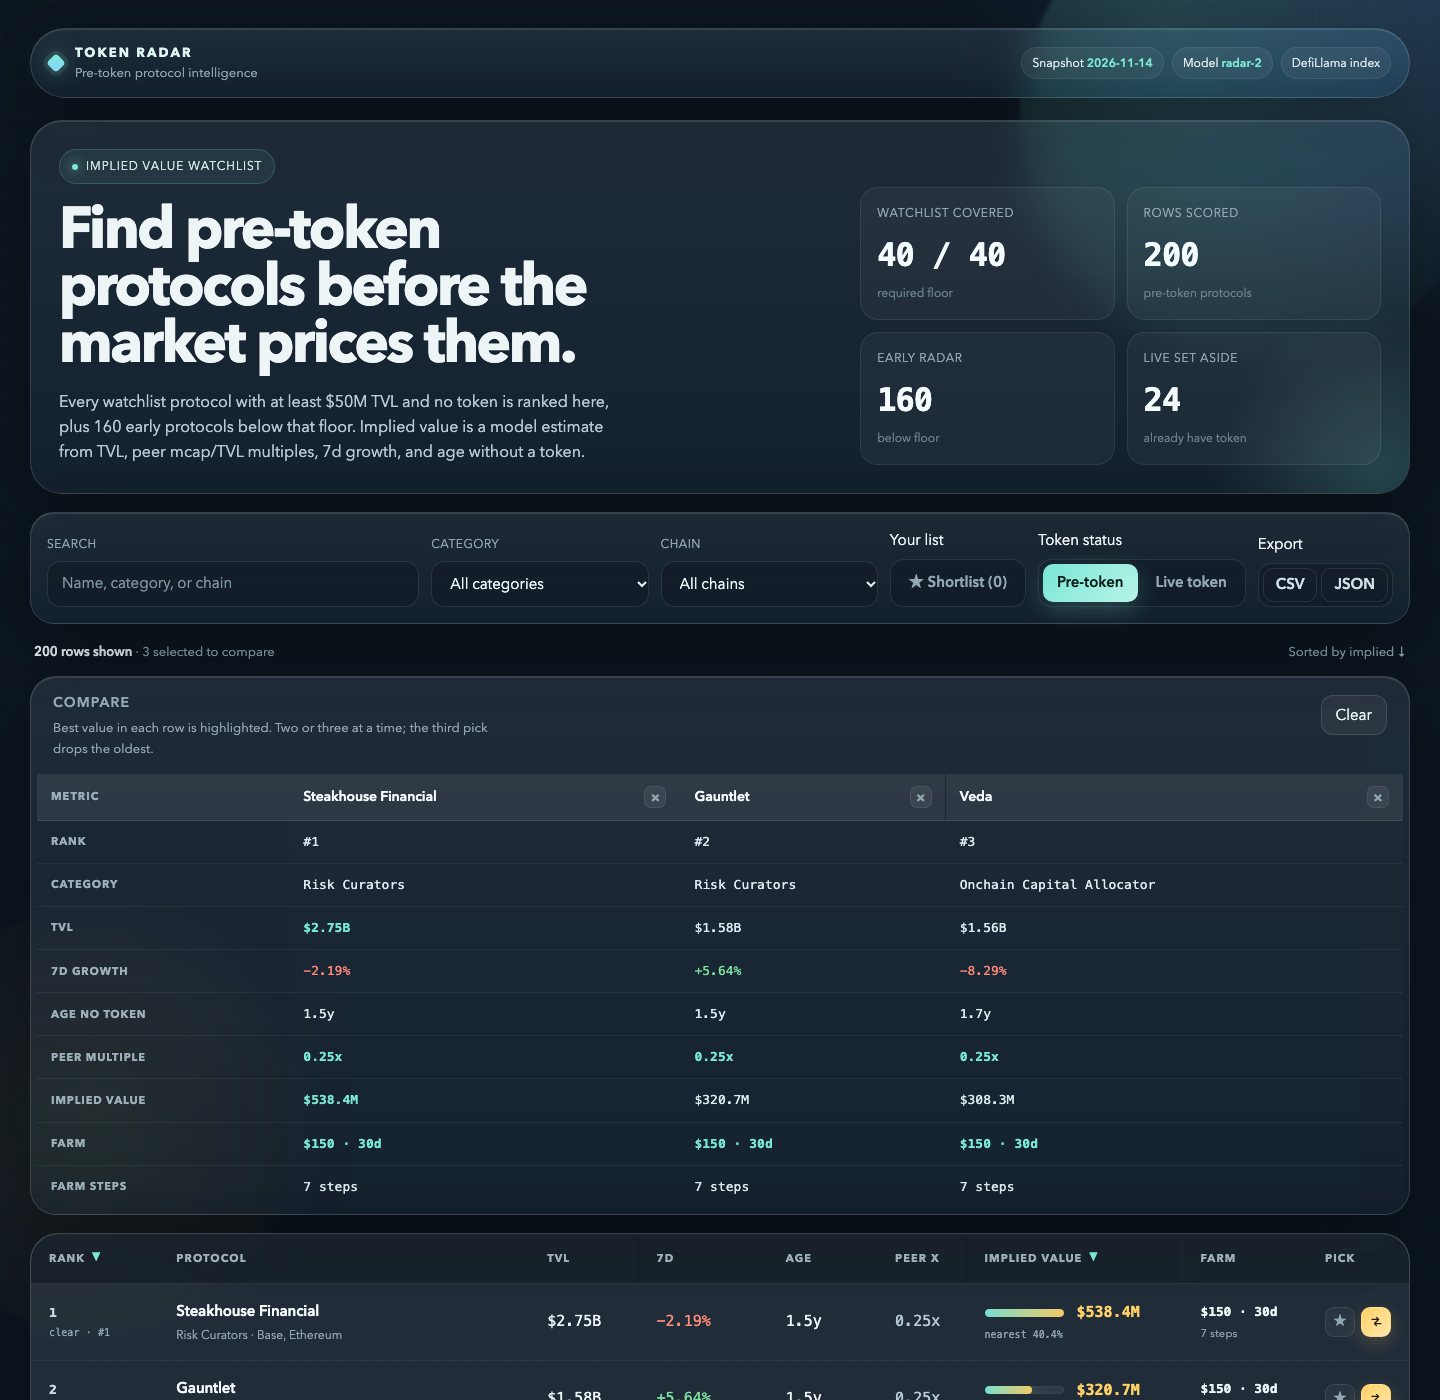 TOKEN RADAR
Pre-token protocol intelligence
Snapshot 2026-11-14
Model radar-2
DefiLlama index
IMPLIED VALUE WATCHLIST
Find pre-token
protocols before the
market prices them.
Every watchlist protocol with at least $50M TVL and no token is ranked here,
plus 160 early protocols below that floor. Implied value is a model estimate
from TVL, peer mcap/TVL multiples, 7d growth, and age without a token.
WATCHLIST COVERED
40 / 40
required floor
ROWS SCORED
200
pre-token protocols
EARLY RADAR
160
below floor
LIVE SET ASIDE
24
already have token
SEARCH
Name, category, or chain
CATEGORY
All categories
CHAIN
All chains
Your list
★ Shortlist (0)
Token status
Pre-token
Live token
Export
CSV
JSON
200 rows shown · 3 selected to compare
Sorted by implied ↓
COMPARE
Best value in each row is highlighted. Two or three at a time; the third pick
drops the oldest.
Clear
METRIC Steakhouse Financial × Gauntlet × Veda ×
RANK #1 #2 #3
CATEGORY Risk Curators Risk Curators Onchain Capital Allocator
TVL $2.75B $1.58B $1.56B
7D GROWTH −2.19% +5.64% −8.29%
AGE NO TOKEN 1.5y 1.5y 1.7y
PEER MULTIPLE 0.25x 0.25x 0.25x
IMPLIED VALUE $538.4M $320.7M $308.3M
FARM $150 · 30d $150 · 30d $150 · 30d
FARM STEPS 7 steps 7 steps 7 steps
RANK ▼ PROTOCOL TVL 7D AGE PEER X IMPLIED VALUE ▼ FARM PICK
1 Steakhouse Financial $2.75B −2.19% 1.5y 0.25x $538.4M $150 · 30d ★
clear · #1 Risk Curators · Base, Ethereum nearest 40.4% 7 steps
2 Gauntlet $1.58B +5.64% 1.5y 0.25x $320.7M $150 · 30d ★